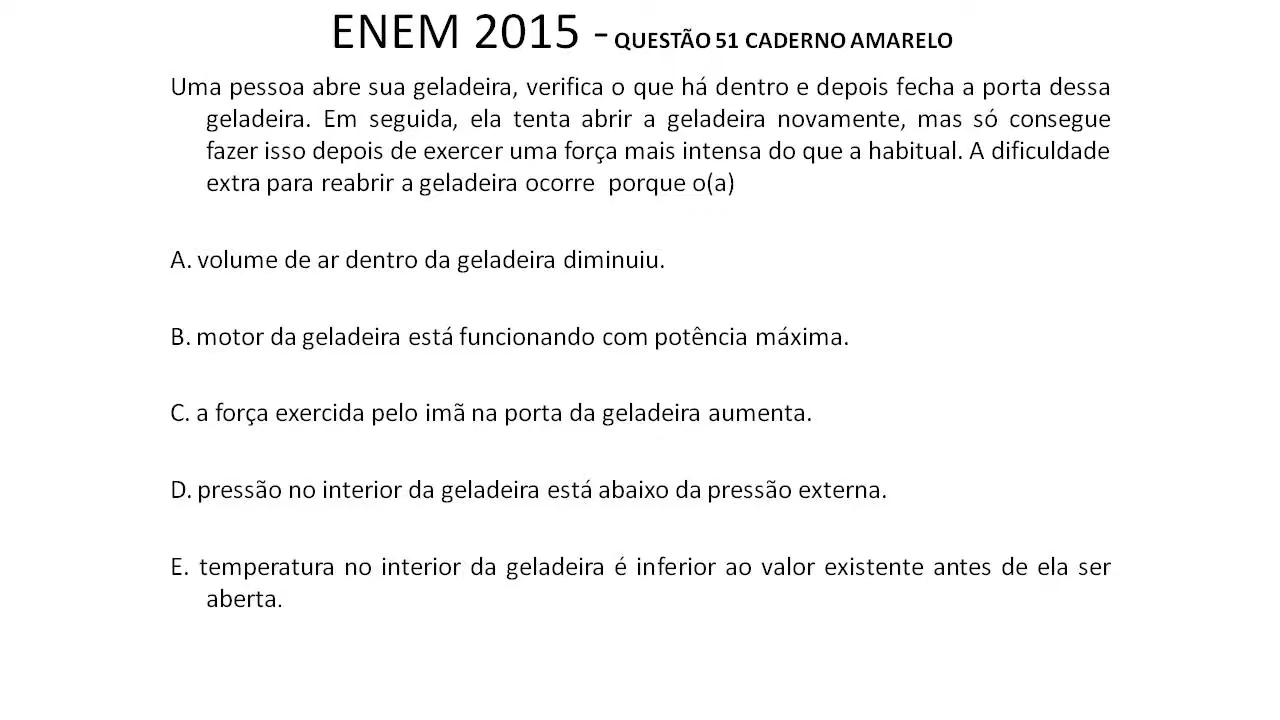 ENEM 2015 - QUESTÃO 51 CADERNO AMARELO
Uma pessoa abre sua geladeira, verifica o que há dentro e depois fecha a porta dessa
geladeira. Em seguida, ela tenta abrir a geladeira novamente, mas só consegue
fazer isso depois de exercer uma força mais intensa do que a habitual. A dificuldade
extra para reabrir a geladeira ocorre porque o(a)
A. volume de ar dentro da geladeira diminuiu.
B. motor da geladeira está funcionando com potência máxima.
C. a força exercida pelo imã na porta da geladeira aumenta.
D. pressão no interior da geladeira está abaixo da pressão externa.
E. temperatura no interior da geladeira é inferior ao valor existente antes de ela ser
aberta.